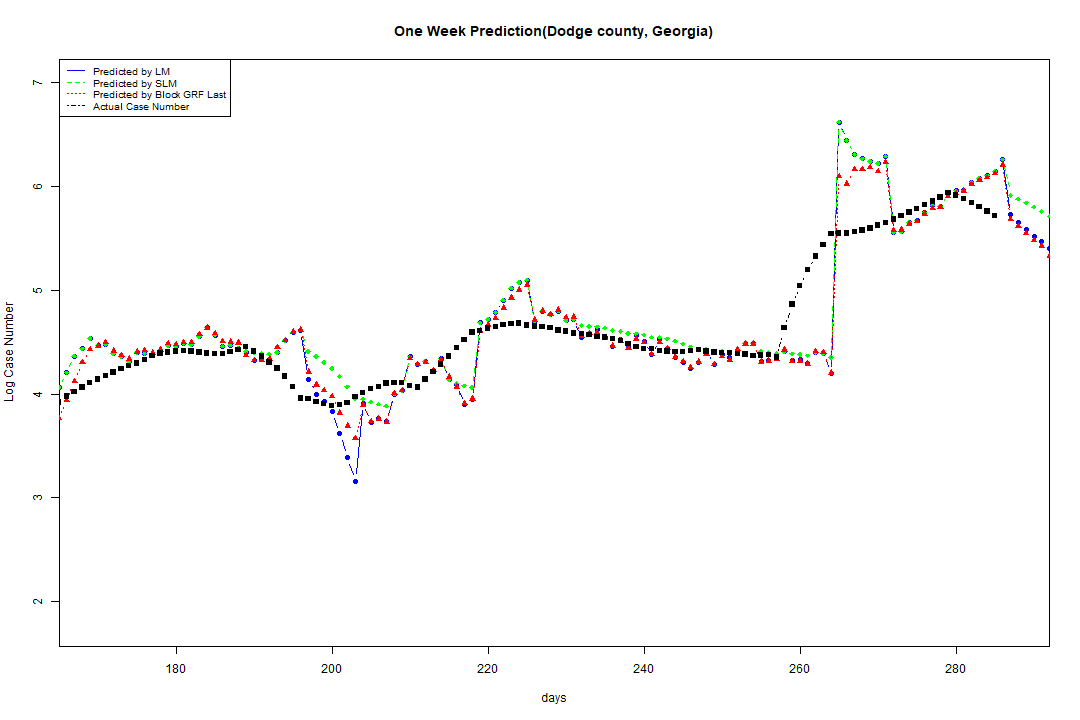 One Week Prediction(Dodge county, Georgia)
Predicted by LM
Predicted by SLM
Predicted by Block GRF Last
Actual Case Number
7
6
5
4
3
2
Log Case Number
180
200
220
240
260
280
days